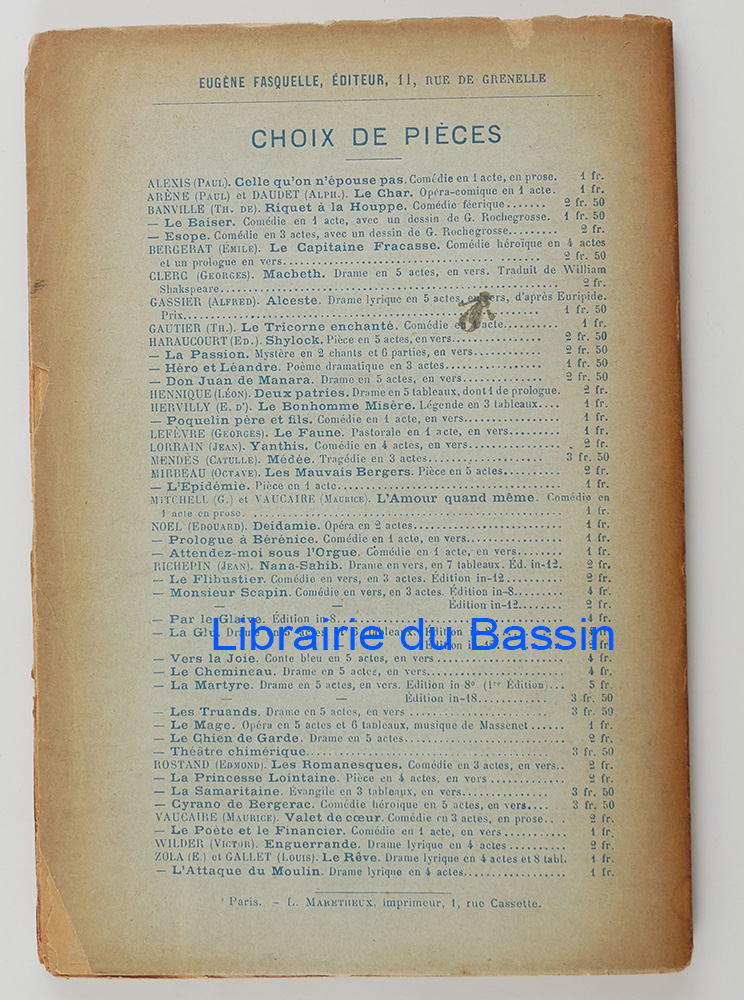 EUGÈNE FASQUELLE, ÉDITEUR, 11, RUE DE GRENELLE
CHOIX DE PIÈCES
ALEXIS (PAUL). Celle qu'on n'épouse pas. Comédie en 1 acte, en prose. 1 fr.
ARÈNE (PAUL) et DAUDET (ALPH.). Le Char. Opéra-comique en 1 acte. 1 fr.
BANVILLE (TH. DE). Riquet à la Houppe. Comédie féerique....... 2 fr. 50
— Le Baiser. Comédie en 1 acte, avec un dessin de G. Rochegrosse. 1 fr. 50
— Esope. Comédie en 3 actes, avec un dessin de G. Rochegrosse......... 2 fr.
BERGERAT (ÉMILE). Le Capitaine Fracasse. Comédie héroïque en 4 actes
et un prologue en vers........ 2 fr. 50
CLERC (GEORGES). Macbeth. Drame en 5 actes, en vers. Traduit de William
Shakspeare........ 2 fr.
GASSIER (ALFRED). Alceste. Drame lyrique en 5 actes, en vers, d'après Euripide.
Prix........ 1 fr. 50
GAUTIER (TH.). Le Tricorne enchanté. Comédie en 1 acte.......... 1 fr.
HARAUCOURT (ED.). Shylock. Pièce en 5 actes, en vers........ 2 fr. 50
— La Passion. Mystère en 2 chants et 6 parties, en vers........ 2 fr. 50
— Héro et Léandre. Poème dramatique en 3 actes........ 1 fr. 50
— Don Juan de Manara. Drame en 5 actes, en vers........ 2 fr. 50
HENNIQUE (LÉON). Deux patries. Drame en 5 tableaux, dont 1 de prologue. 2 fr.
HERVILLY (E. D'). Le Bonhomme Misère. Légende en 3 tableaux.... 1 fr.
— Poquelin père et fils. Comédie en 1 acte, en vers........ 1 fr.
LEFÈVRE (GEORGES). Le Faune. Pastorale en 1 acte, en vers........ 1 fr.
LORRAIN (JEAN). Yanthis. Comédie en 4 actes, en vers........ 2 fr.
MENDÈS (CATULLE). Médée. Tragédie en 3 actes........ 3 fr. 50
MIRBEAU (OCTAVE). Les Mauvais Bergers. Pièce en 5 actes........ 2 fr.
— L'Epidémie. Pièce en 1 acte........ 1 fr.
MITCHELL (G.) et VAUCAIRE (MAURICE). L'Amour quand même. Comédie en
1 acte en prose........ 1 fr.
NOEL (EDOUARD). Deidamie. Opéra en 2 actes........ 1 fr.
— Prologue à Bérénice. Comédie en 1 acte, en vers........ 1 fr.
— Attendez-moi sous l'Orgue. Comédie en 1 acte, en vers........ 1 fr.
RICHEPIN (JEAN). Nana-Sahib. Drame en vers, en 7 tableaux. Éd. in-12. 2 fr.
— Le Flibustier. Comédie en vers, en 3 actes. Édition in-12........ 2 fr.
— Monsieur Scapin. Comédie en vers, en 3 actes. Édition in-8........ 4 fr.
— — Édition in-12........ 2 fr.
— Par le Glaive. Édition in-8........ 4 fr.
— La Glu. Drame en 5 actes et 6 tableaux. Édition in
Librairie du Bassin
— Vers la Joie. Conte bleu en 5 actes, en vers........ 4 fr.
— Le Chemineau. Drame en 5 actes, en vers........ 4 fr.
— La Martyre. Drame en 5 actes, en vers. Edition in 8° (1re Édition)... 5 fr.
— — Édition in-18........ 3 fr. 50
— Les Truands. Drame en 5 actes, en vers........ 3 fr. 50
— Le Mage. Opéra en 5 actes et 6 tableaux, musique de Massenet...... 1 fr.
— Le Chien de Garde. Drame en 5 actes........ 2 fr.
— Théâtre chimérique........ 3 fr. 50
ROSTAND (EDMOND). Les Romanesques. Comédie en 3 actes, en vers.. 2 fr.
— La Princesse Lointaine. Pièce en 4 actes, en vers........ 2 fr.
— La Samaritaine. Évangile en 3 tableaux, en vers........ 3 fr. 50
— Cyrano de Bergerac. Comédie héroïque en 5 actes, en vers.... 3 fr. 50
VAUCAIRE (MAURICE). Valet de cœur. Comédie en 3 actes, en prose.... 2 fr.
— Le Poète et le Financier. Comédie en 1 acte, en vers........ 1 fr.
WILDER (VICTOR). Enguerrande. Drame lyrique en 4 actes........ 2 fr.
ZOLA (E.) et GALLET (LOUIS). Le Rêve. Drame lyrique en 4 actes et 8 tabl. 1 fr.
— L'Attaque du Moulin. Drame lyrique en 4 actes........ 1 fr.
Paris. — L. MARETHEUX, imprimeur, 1, rue Cassette.